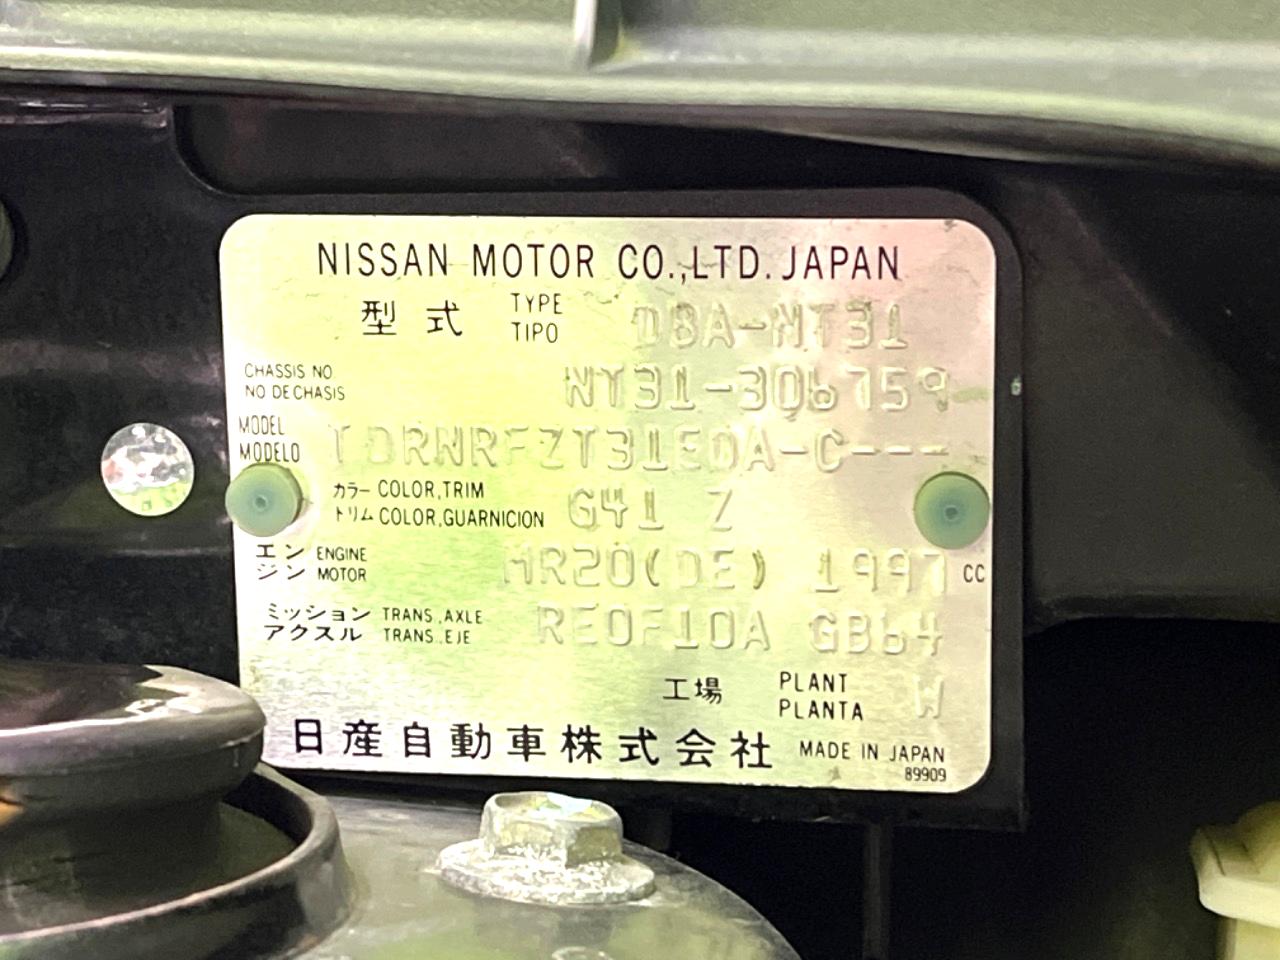 NISSAN MOTOR CO.,LTD. JAPAN
型式 TYPE TIPO DBA-NT31
CHASSIS NO NO DE CHASIS NT31-306759
MODEL MODELO TDRNRFZT31EDA-C---
カラー COLOR,TRIM トリム COLOR,GUARNICION G41 Z
エンジン ENGINE MOTOR MR20(DE) 1997 CC
ミッション TRANS.AXLE アクスル TRANS.EJE RE0F10A GB64
工場 PLANT PLANTA W
日産自動車株式会社 MADE IN JAPAN
89909